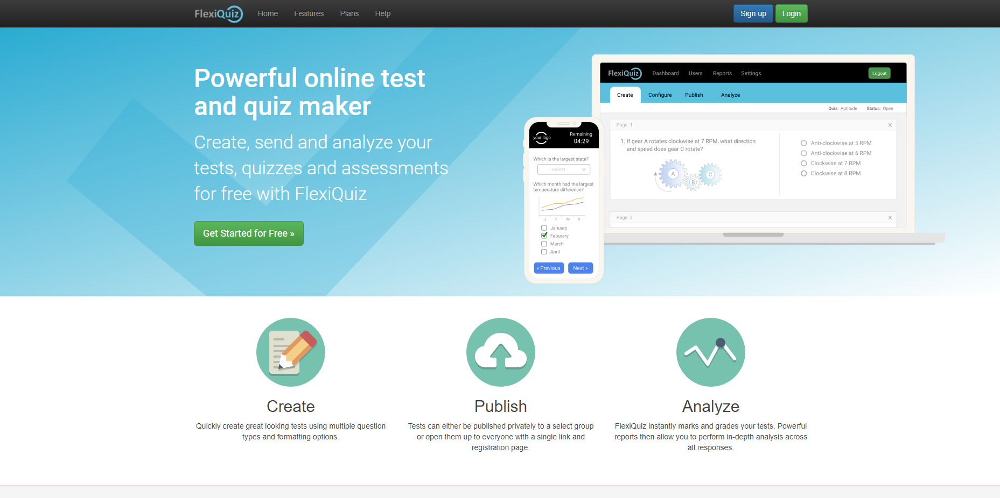 FlexiQuiz Home Features Plans Help Sign up Login
Powerful online test
and quiz maker
Create, send and analyze your
tests, quizzes and assessments
for free with FlexiQuiz
Get Started for Free »
your logo
Remaining
04:29
Which is the largest state?
- select -
Which month had the largest
temperature difference?
J F M A
January
Feburary
March
April
« Previous Next »
FlexiQuiz Dashboard Users Reports Settings Logout
Create Configure Publish Analyze
Quiz: Aptitude Status: Open
Page: 1 X
1. If gear A rotates clockwise at 7 RPM, what direction
and speed does gear C rotate?
A B C
Anti-clockwise at 5 RPM
Anti-clockwise at 6 RPM
Clockwise at 7 RPM
Clockwise at 8 RPM
Page: 2 X
Create
Quickly create great looking tests using multiple question
types and formatting options.
Publish
Tests can either be published privately to a select group
or open them up to everyone with a single link and
registration page.
Analyze
FlexiQuiz instantly marks and grades your tests. Powerful
reports then allow you to perform in-depth analysis across
all responses.